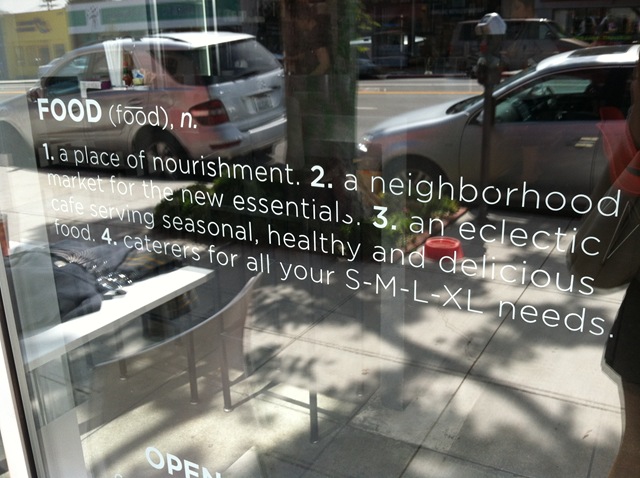 FOOD (food), n.
1. a place of nourishment. 2. a neighborhood
market for the new essentials. 3. an eclectic
cafe serving seasonal, healthy and delicious
food. 4. caterers for all your S-M-L-XL needs.
OPEN